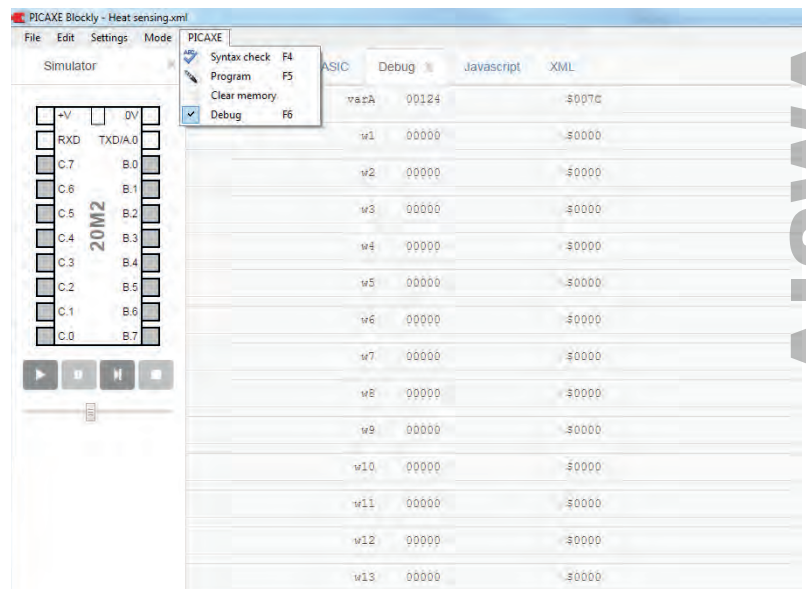 PICAXE Blockly - Heat sensing.xml
File Edit Settings Mode PICAXE
Syntax check F4
Program F5
Clear memory
Debug F6
Simulator ASIC Debug Javascript XML
+V 0V
RXD TXD/A.0
C.7 B.0
C.6 B.1
C.5 B.2
C.4 B.3
C.3 B.4
C.2 B.5
C.1 B.6
C.0 B.7
20M2
varA 00124 $007C
w1 00000 $0000
w2 00000 $0000
w3 00000 $0000
w4 00000 $0000
w5 00000 $0000
w6 00000 $0000
w7 00000 $0000
w8 00000 $0000
w9 00000 $0000
w10 00000 $0000
w11 00000 $0000
w12 00000 $0000
w13 00000 $0000